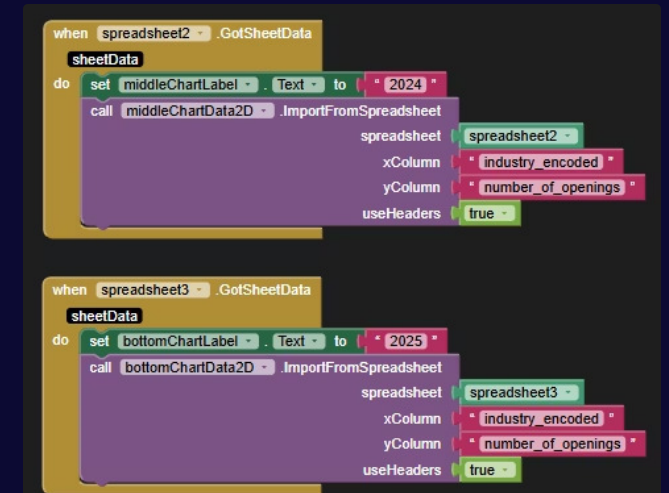 when spreadsheet2 .GotSheetData
sheetData
do set middleChartLabel . Text to " 2024 "
call middleChartData2D .ImportFromSpreadsheet
spreadsheet spreadsheet2
xColumn " industry_encoded "
yColumn " number_of_openings "
useHeaders true
when spreadsheet3 .GotSheetData
sheetData
do set bottomChartLabel . Text to " 2025 "
call bottomChartData2D .ImportFromSpreadsheet
spreadsheet spreadsheet3
xColumn " industry_encoded "
yColumn " number_of_openings "
useHeaders true